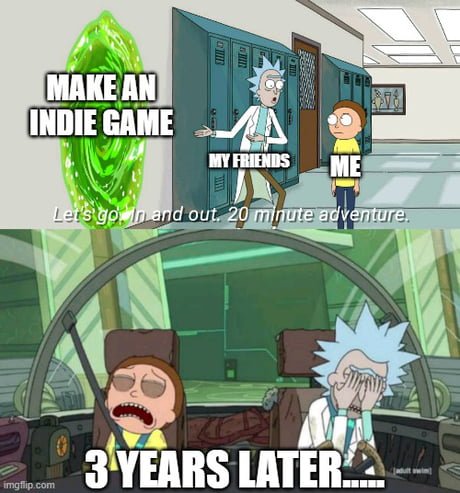 MAKE AN
INDIE GAME
MY FRIENDS
ME
Let's go. In and out. 20 minute adventure.
3 YEARS LATER.....
[adult swim]
imgflip.com